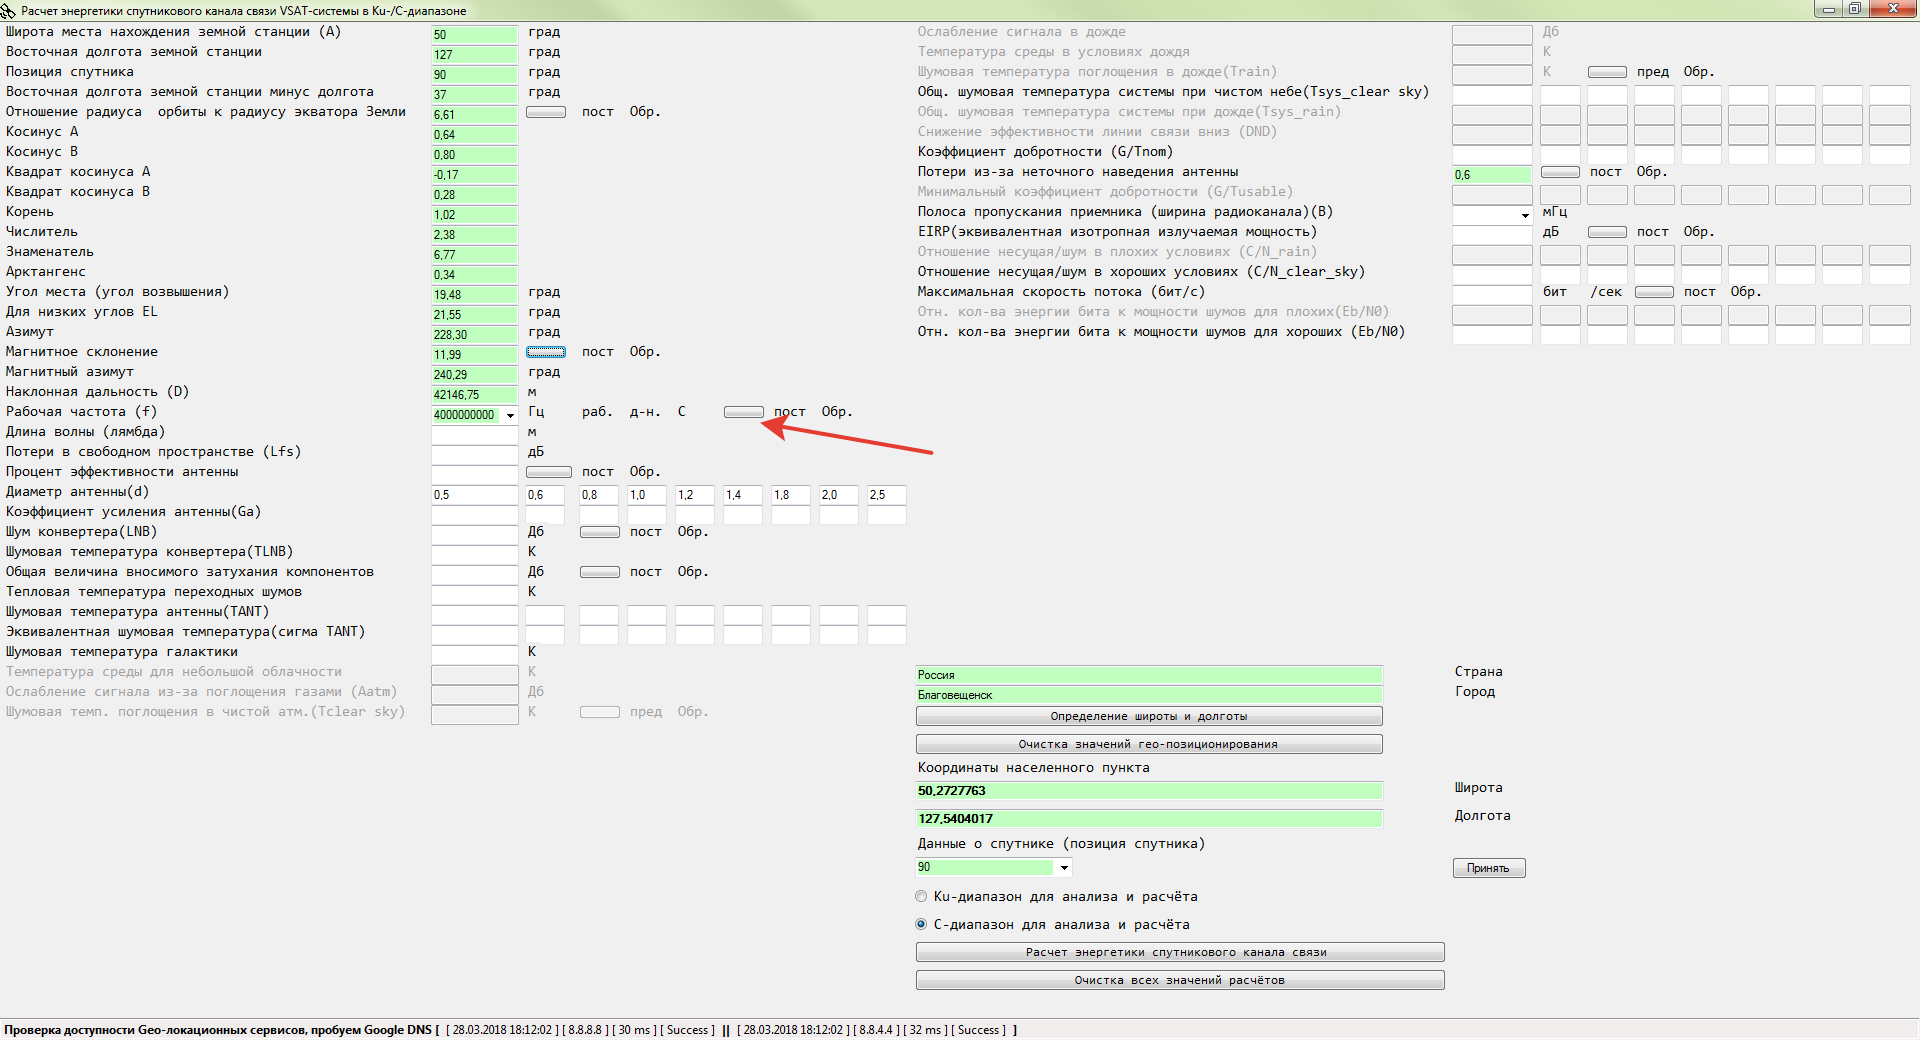 Расчет энергетики спутникового канала связи VSAT-системы в Ku-/C-диапазоне
Широта места нахождения земной станции (A) 50 град
Восточная долгота земной станции 127 град
Позиция спутника 90 град
Восточная долгота земной станции минус долгота 37 град
Отношение радиуса орбиты к радиусу экватора Земли 6,61 пост Обр.
Косинус A 0,64
Косинус B 0,80
Квадрат косинуса A -0,17
Квадрат косинуса B 0,28
Корень 1,02
Числитель 2,38
Знаменатель 6,77
Арктангенс 0,34
Угол места (угол возвышения) 19,48 град
Для низких углов EL 21,55 град
Азимут 228,30 град
Магнитное склонение 11,99 пост Обр.
Магнитный азимут 240,29 град
Наклонная дальность (D) 42146,75 м
Рабочая частота (f) 4000000000 Гц раб. д-н. C пост Обр.
Длина волны (лямбда) м
Потери в свободном пространстве (Lfs) дБ
Процент эффективности антенны пост Обр.
Диаметр антенны(d) 0,5 0,6 0,8 1,0 1,2 1,4 1,8 2,0 2,5
Коэффициент усиления антенны(Ga)
Шум конвертера(LNB) Дб пост Обр.
Шумовая температура конвертера(TLNB) К
Общая величина вносимого затухания компонентов Дб пост Обр.
Тепловая температура переходных шумов К
Шумовая температура антенны(TANT)
Эквивалентная шумовая температура(сигма TANT)
Шумовая температура галактики К
Температура среды для небольшой облачности К
Ослабление сигнала из-за поглощения газами (Aatm) Дб
Шумовая темп. поглощения в чистой атм.(Tclear sky) К пред Обр.
Ослабление сигнала в дожде Дб
Температура среды в условиях дождя К
Шумовая температура поглощения в дожде(Train) К пред Обр.
Общ. шумовая температура системы при чистом небе(Tsys_clear sky)
Общ. шумовая температура системы при дожде(Tsys_rain)
Снижение эффективности линии связи вниз (DND)
Коэффициент добротности (G/Tnom)
Потери из-за неточного наведения антенны 0,6 пост Обр.
Минимальный коэффициент добротности (G/Tusable)
Полоса пропускания приемника (ширина радиоканала)(B) мГц
EIRP(эквивалентная изотропная излучаемая мощность) дБ пост Обр.
Отношение несущая/шум в плохих условиях (C/N_rain)
Отношение несущая/шум в хороших условиях (C/N_clear_sky)
Максимальная скорость потока (бит/с) бит /сек пост Обр.
Отн. кол-ва энергии бита к мощности шумов для плохих(Eb/N0)
Отн. кол-ва энергии бита к мощности шумов для хороших (Eb/N0)
Россия Страна
Благовещенск Город
Определение широты и долготы
Очистка значений гео-позиционирования
Координаты населенного пункта
50,2727763 Широта
127,5404017 Долгота
Данные о спутнике (позиция спутника)
90 Принять
Ku-диапазон для анализа и расчёта
C-диапазон для анализа и расчёта
Расчет энергетики спутникового канала связи
Очистка всех значений расчётов
Проверка доступности Geo-локационных сервисов, пробуем Google DNS [ [ 28.03.2018 18:12:02 ] [ 8.8.8.8 ] [ 30 ms ] [ Success ] || [ 28.03.2018 18:12:02 ] [ 8.8.4.4 ] [ 32 ms ] [ Success ] ]